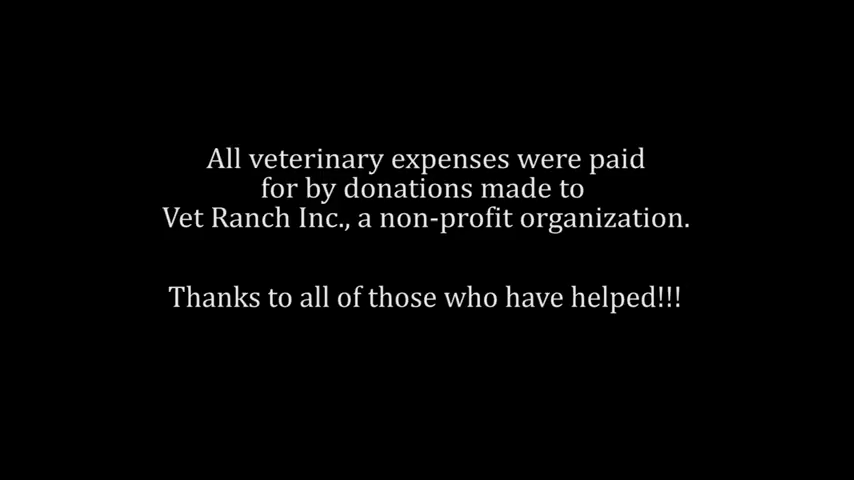 All veterinary expenses were paid
for by donations made to
Vet Ranch Inc., a non-profit organization.
Thanks to all of those who have helped!!!